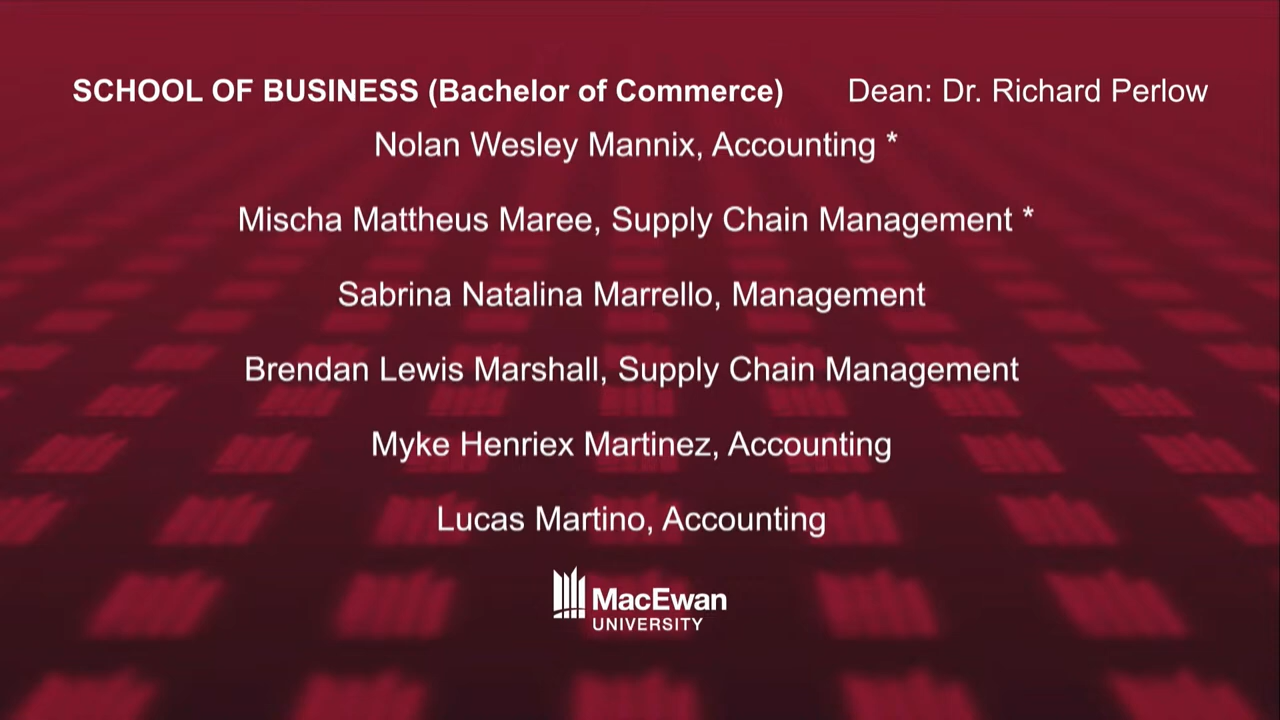 SCHOOL OF BUSINESS (Bachelor of Commerce) Dean: Dr. Richard Perlow
Nolan Wesley Mannix, Accounting *
Mischa Mattheus Maree, Supply Chain Management *
Sabrina Natalina Marrello, Management
Brendan Lewis Marshall, Supply Chain Management
Myke Henriex Martinez, Accounting
Lucas Martino, Accounting
MacEwan
UNIVERSITY